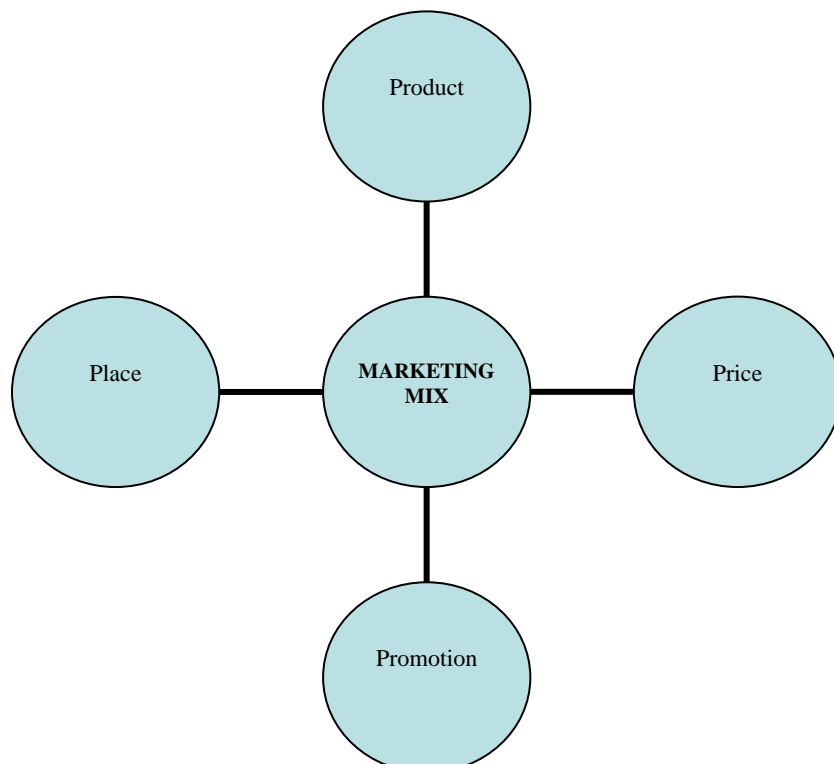 Product
Place
MARKETING
MIX
Price
Promotion